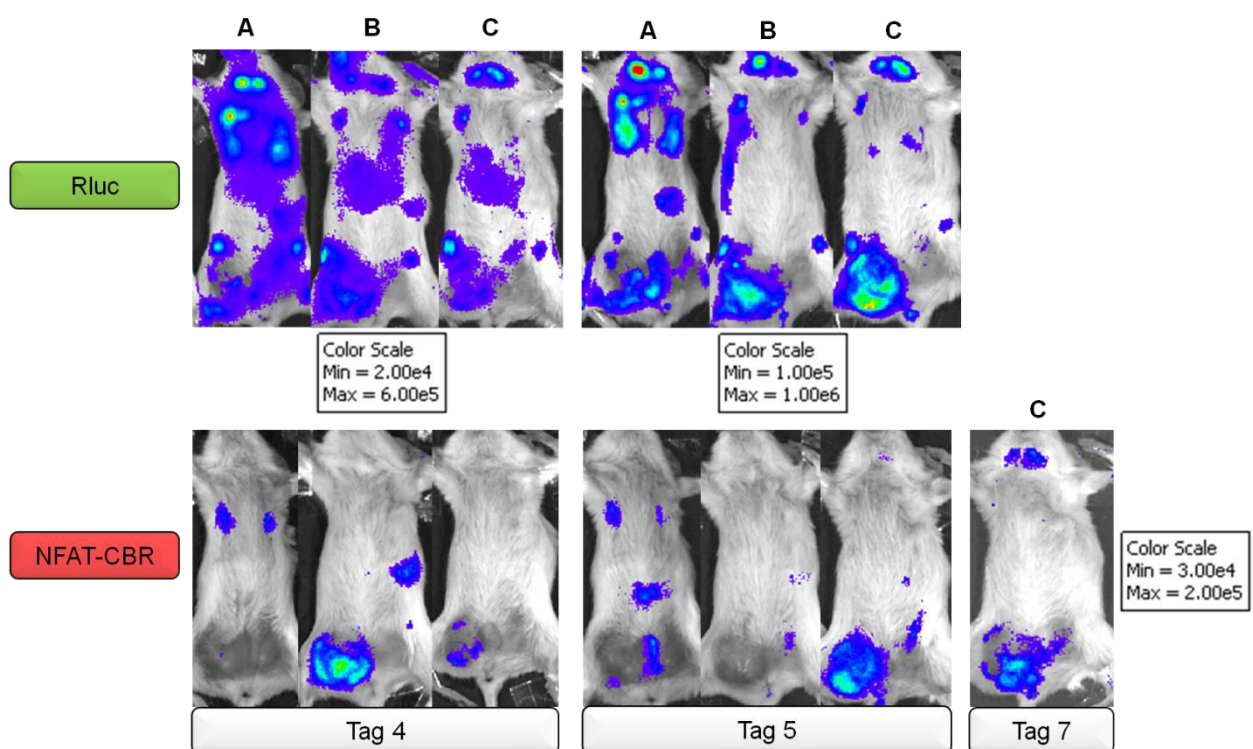 A B C A B C
Rluc
Color Scale
Min = 2.00e4
Max = 6.00e5
Color Scale
Min = 1.00e5
Max = 1.00e6
C
NFAT-CBR
Color Scale
Min = 3.00e4
Max = 2.00e5
Tag 4 Tag 5 Tag 7